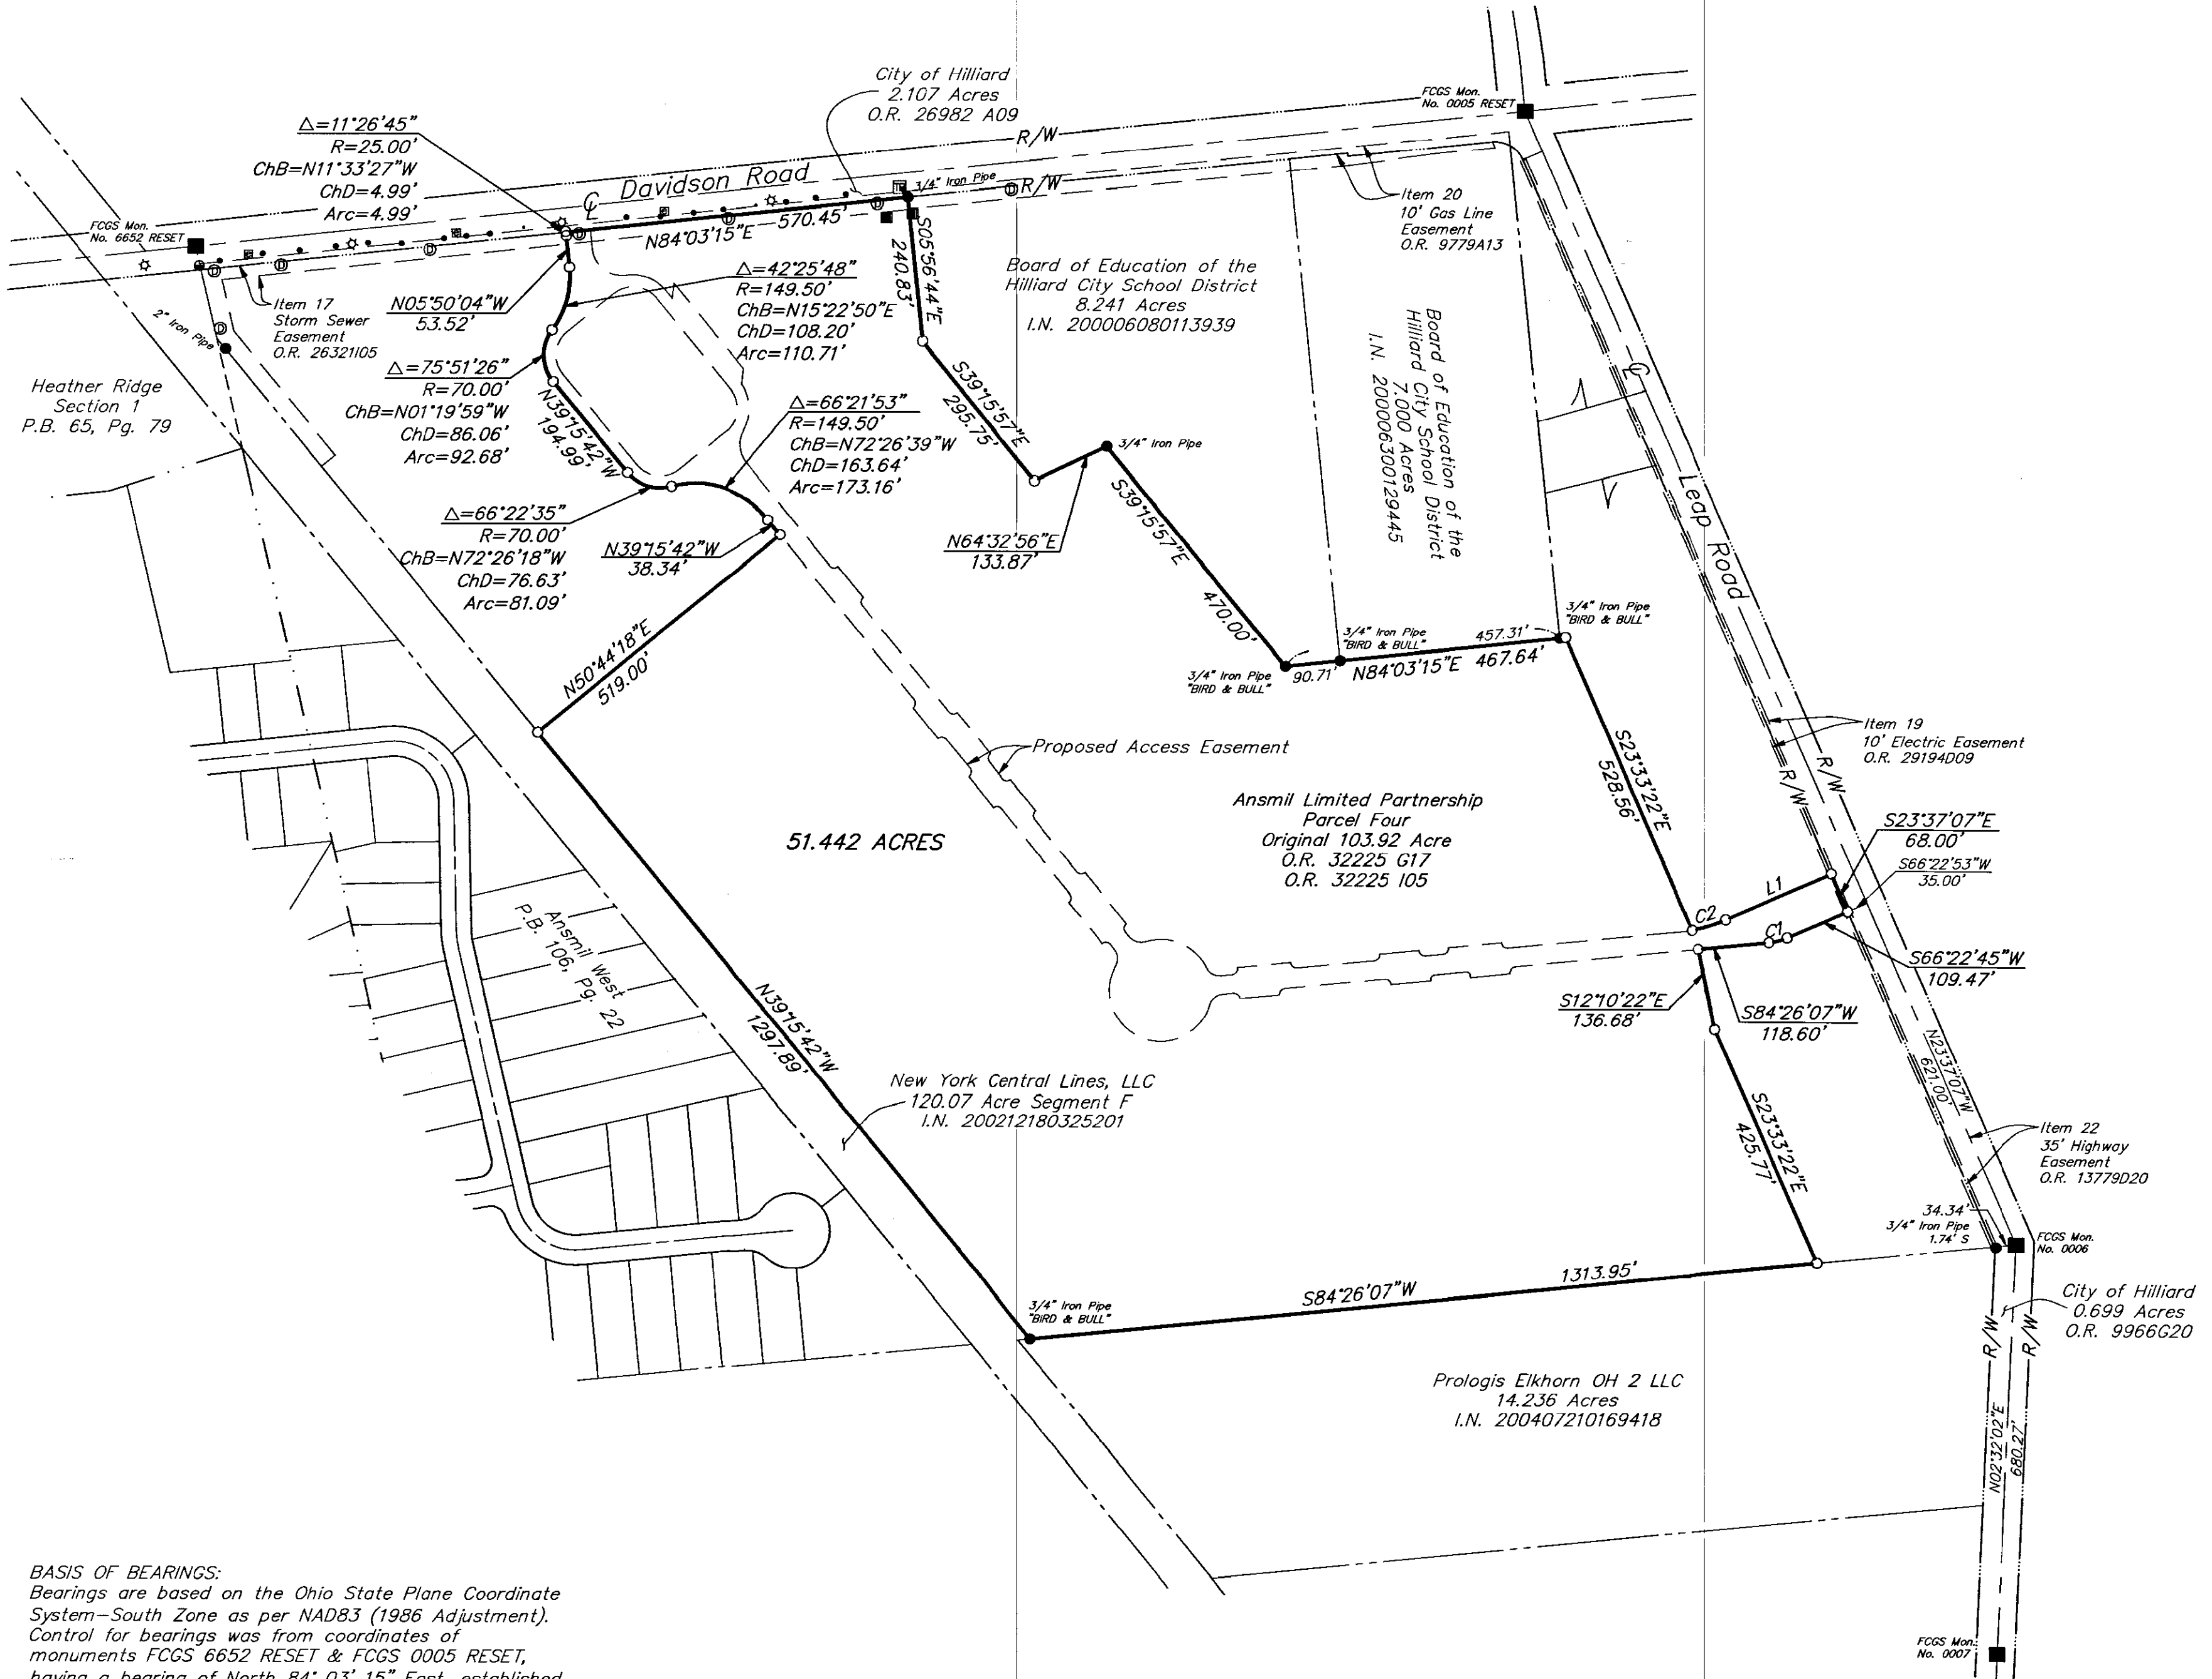 City of Hilliard
2.107 Acres
O.R. 26982 A09
FCGS Mon.
No. 0005 RESET
△=11°26'45"
R=25.00'
ChB=N11°33'27"W
ChD=4.99'
Arc=4.99'
R/W
Davidson Road
℄
3/4" Iron Pipe
R/W
Item 20
10' Gas Line
Easement
O.R. 9779A13
FCGS Mon.
No. 6652 RESET
N84°03'15"E 570.45'
S05°56'44"E
240.83'
2" Iron Pipe
Item 17
Storm Sewer
Easement
O.R. 26321I05
N05°50'04"W
53.52'
△=42°25'48"
R=149.50'
ChB=N15°22'50"E
ChD=108.20'
Arc=110.71'
Board of Education of the
Hilliard City School District
8.241 Acres
I.N. 200006080113939
Board of Education of the
Hilliard City School District
7.000 Acres
I.N. 200006300129445
℄
Leap Road
Heather Ridge
Section 1
P.B. 65, Pg. 79
△=75°51'26"
R=70.00'
ChB=N01°19'59"W
ChD=86.06'
Arc=92.68'
N39°15'42"W
194.99'
△=66°21'53"
R=149.50'
ChB=N72°26'39"W
ChD=163.64'
Arc=173.16'
S39°15'57"E
295.75'
3/4" Iron Pipe
△=66°22'35"
R=70.00'
ChB=N72°26'18"W
ChD=76.63'
Arc=81.09'
N39°15'42"W
38.34'
N64°32'56"E
133.87'
S39°15'57"E
470.00'
3/4" Iron Pipe
"BIRD & BULL"
3/4" Iron Pipe
"BIRD & BULL"
457.31'
3/4" Iron Pipe
"BIRD & BULL"
90.71'
N84°03'15"E 467.64'
N50°44'18"E
519.00'
Proposed Access Easement
S23°33'22"E
528.56'
Item 19
10' Electric Easement
O.R. 29194D09
R/W
R/W
51.442 ACRES
Ansmil Limited Partnership
Parcel Four
Original 103.92 Acre
O.R. 32225 G17
O.R. 32225 I05
S23°37'07"E
68.00'
S66°22'53"W
35.00'
L1
C2
C1
S66°22'45"W
109.47'
Ansmil West
P.B. 106, Pg. 22
S12°10'22"E
136.68'
S84°26'07"W
118.60'
N39°15'42"W
1297.89'
N23°37'07"W
621.00'
New York Central Lines, LLC
120.07 Acre Segment F
I.N. 200212180325201
S23°33'22"E
425.77'
Item 22
35' Highway
Easement
O.R. 13779D20
34.34'
3/4" Iron Pipe
1.74' S
FCGS Mon.
No. 0006
3/4" Iron Pipe
"BIRD & BULL"
S84°26'07"W
1313.95'
City of Hilliard
0.699 Acres
O.R. 9966G20
R/W
R/W
Prologis Elkhorn OH 2 LLC
14.236 Acres
I.N. 200407210169418
N02°32'02"E
680.27'
FCGS Mon.
No. 0007
BASIS OF BEARINGS:
Bearings are based on the Ohio State Plane Coordinate
System-South Zone as per NAD83 (1986 Adjustment).
Control for bearings was from coordinates of
monuments FCGS 6652 RESET & FCGS 0005 RESET,
having a bearing of North 84° 03' 15" East, established